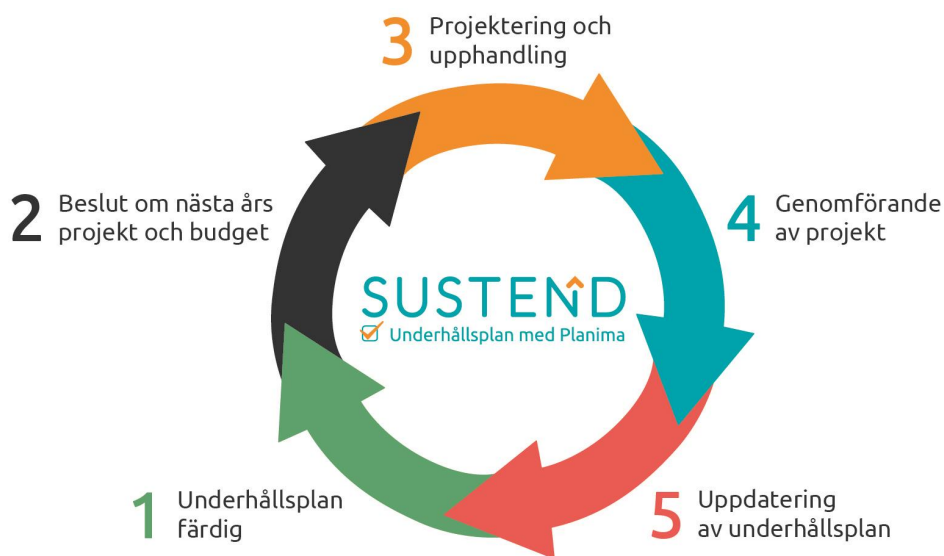 3 Projektering och
upphandling
2 Beslut om nästa års
projekt och budget
4 Genomförande
av projekt
SUSTEND
Underhållsplan med Planima
1 Underhållsplan
färdig
5 Uppdatering
av underhållsplan